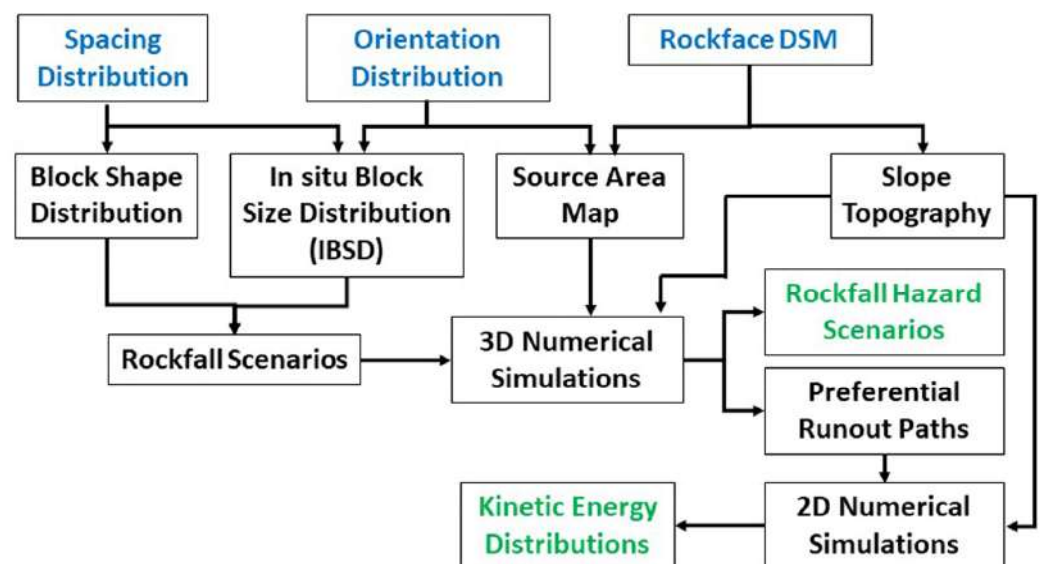 Spacing
Distribution
Orientation
Distribution
Rockface DSM
Block Shape
Distribution
In situ Block
Size Distribution
(IBSD)
Source Area
Map
Slope
Topography
Rockfall Hazard
Scenarios
Rockfall Scenarios
3D Numerical
Simulations
Preferential
Runout Paths
Kinetic Energy
Distributions
2D Numerical
Simulations